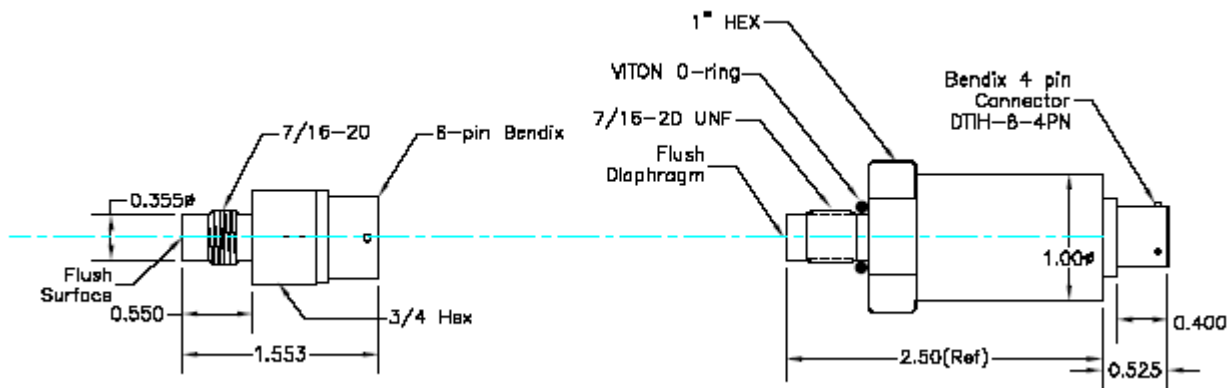 1" HEX
VITON O-ring
7/16-20 UNF
Flush
Diaphragm
Bendix 4 pin
Connector
DTIH-8-4PN
7/16-20
6-pin Bendix
0.355ø
Flush
Surface
0.550
3/4 Hex
1.553
1.00ø
0.400
2.50(Ref)
0.525